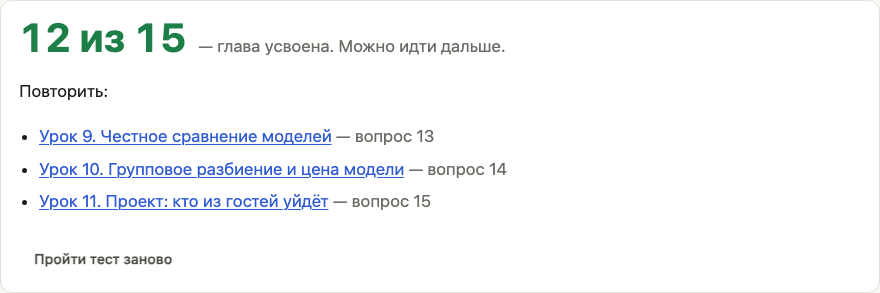 12 из 15 — глава усвоена. Можно идти дальше.
Повторить:
Урок 9. Честное сравнение моделей — вопрос 13
Урок 10. Групповое разбиение и цена модели — вопрос 14
Урок 11. Проект: кто из гостей уйдёт — вопрос 15
Пройти тест заново